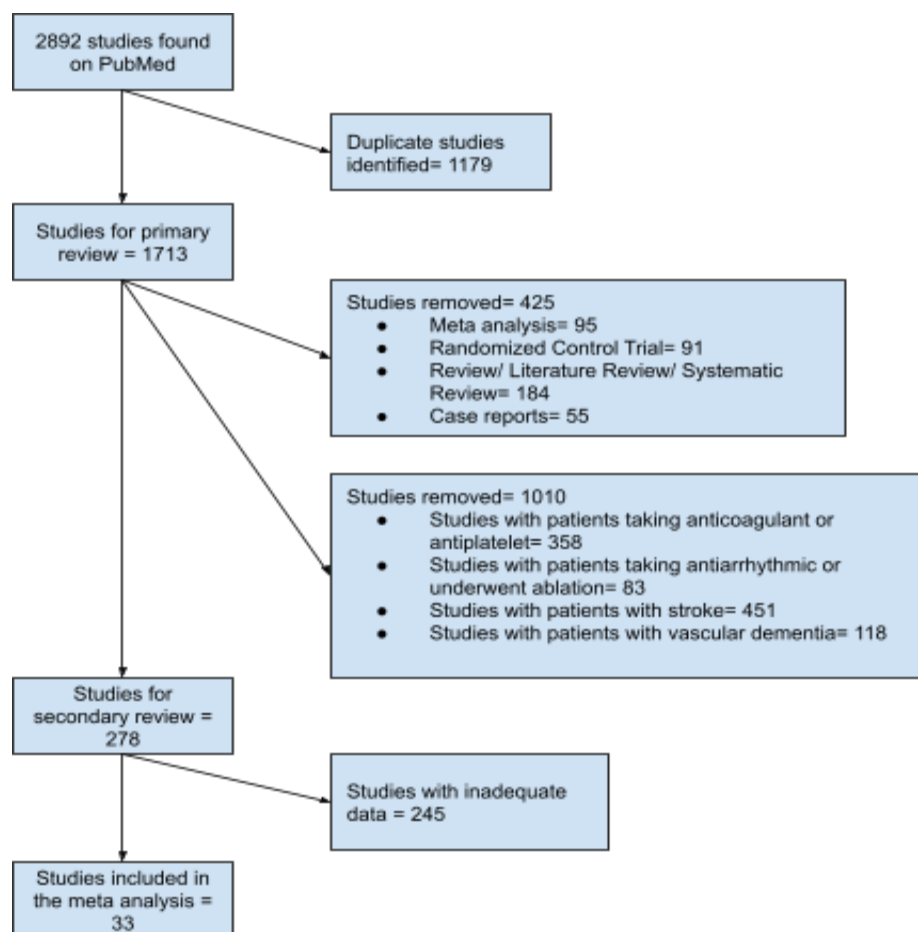 2892 studies found
on PubMed
Duplicate studies
identified= 1179
Studies for primary
review = 1713
Studies removed= 425
● Meta analysis= 95
● Randomized Control Trial= 91
● Review/ Literature Review/ Systematic
Review= 184
● Case reports= 55
Studies removed= 1010
● Studies with patients taking anticoagulant or
antiplatelet= 358
● Studies with patients taking antiarrhythmic or
underwent ablation= 83
● Studies with patients with stroke= 451
● Studies with patients with vascular dementia= 118
Studies for
secondary review =
278
Studies with inadequate
data = 245
Studies included in
the meta analysis =
33